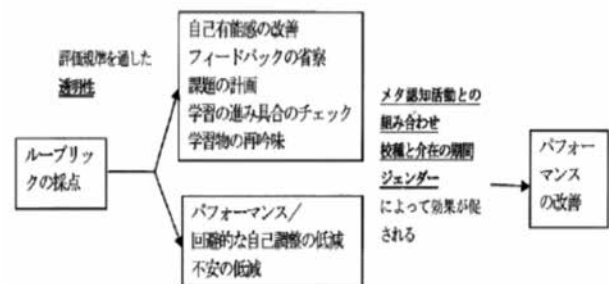 評価規準を通した
透明性
ルーブリッ
クの採点
自己有能感の改善
フィードバックの省察
課題の計画
学習の進み具合のチェック
学習物の再吟味
パフォーマンス／
回避的な自己調整の低減
不安の低減
メタ認知活動との
組み合わせ
校種と介在の期間
ジェンダー
によって効果が促
される
パフォー
マンス
の改善